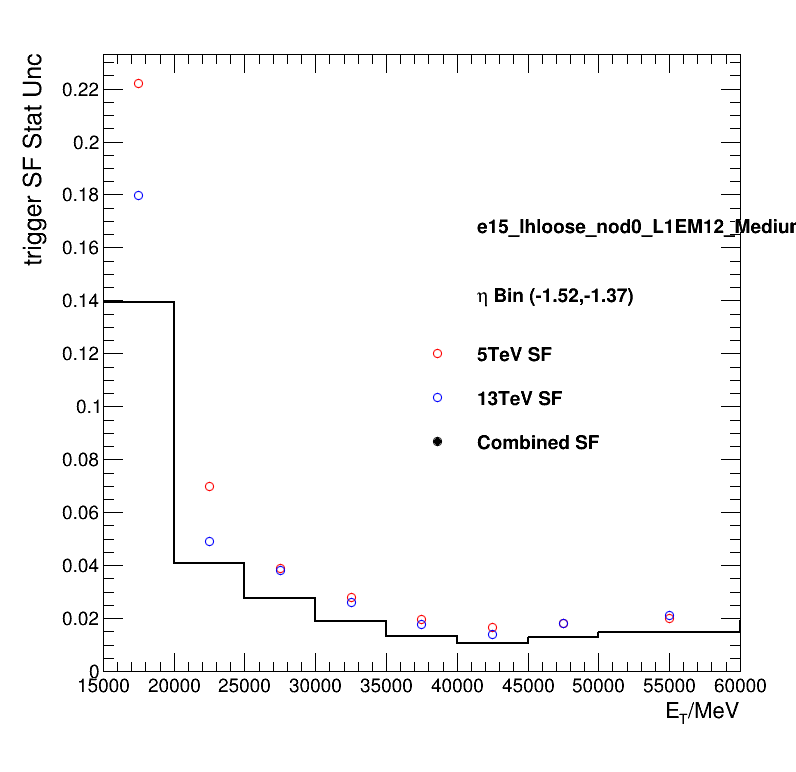 trigger SF Stat Unc
0.22
0.2
0.18
0.16
0.14
0.12
0.1
0.08
0.06
0.04
0.02
0
e15_lhloose_nod0_L1EM12_Mediur
η Bin (-1.52,-1.37)
5TeV SF
13TeV SF
Combined SF
15000 20000 25000 30000 35000 40000 45000 50000 55000 60000
E_T/MeV